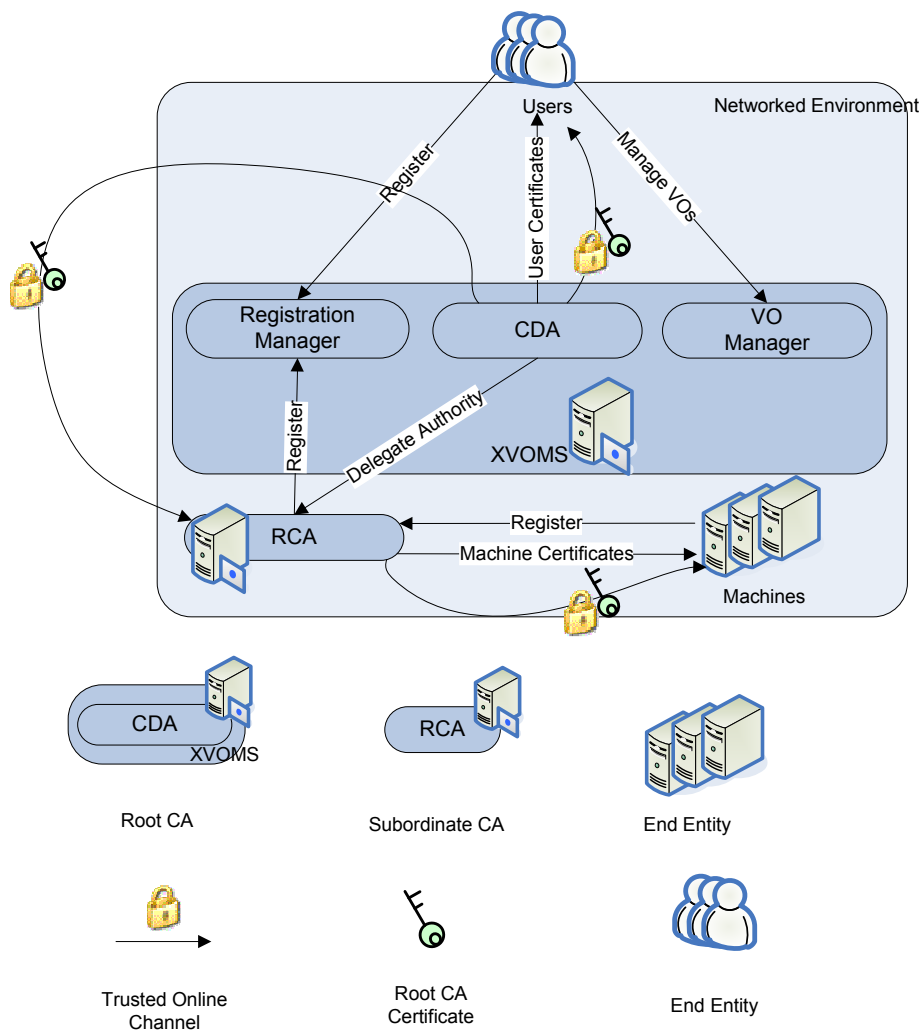 Users
Networked Environment
Register
User Certificates
Manage VOs
Registration
Manager
CDA
VO
Manager
Register
Delegate Authority
XVOMS
RCA
Register
Machine Certificates
Machines
CDA
XVOMS
RCA
Root CA
Subordinate CA
End Entity
Trusted Online
Channel
Root CA
Certificate
End Entity